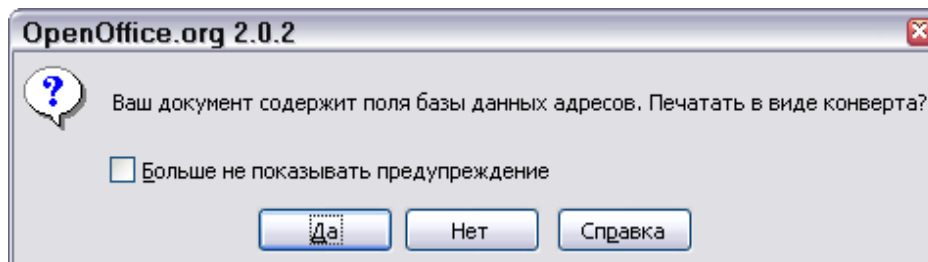 OpenOffice.org 2.0.2
Ваш документ содержит поля базы данных адресов. Печатать в виде конверта?
Больше не показывать предупреждение
Да Нет Справка